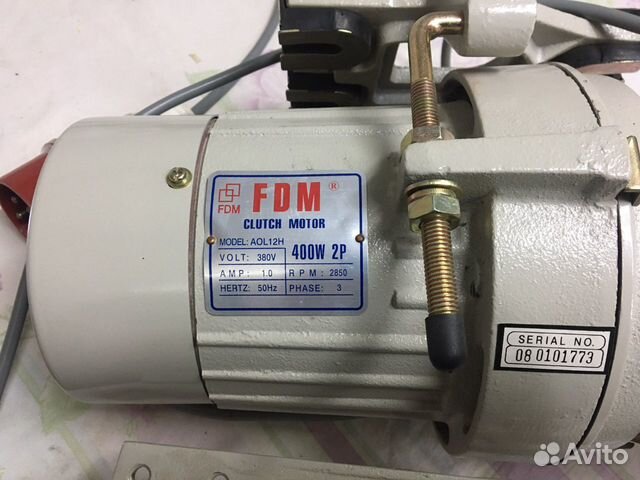 FDM
FDM ®
CLUTCH MOTOR
MODEL: AOL12H
400W 2P
VOLT: 380V
AMP: 1.0 RPM: 2850
HERTZ: 50Hz PHASE: 3
SERIAL NO.
08 0101773
Avito